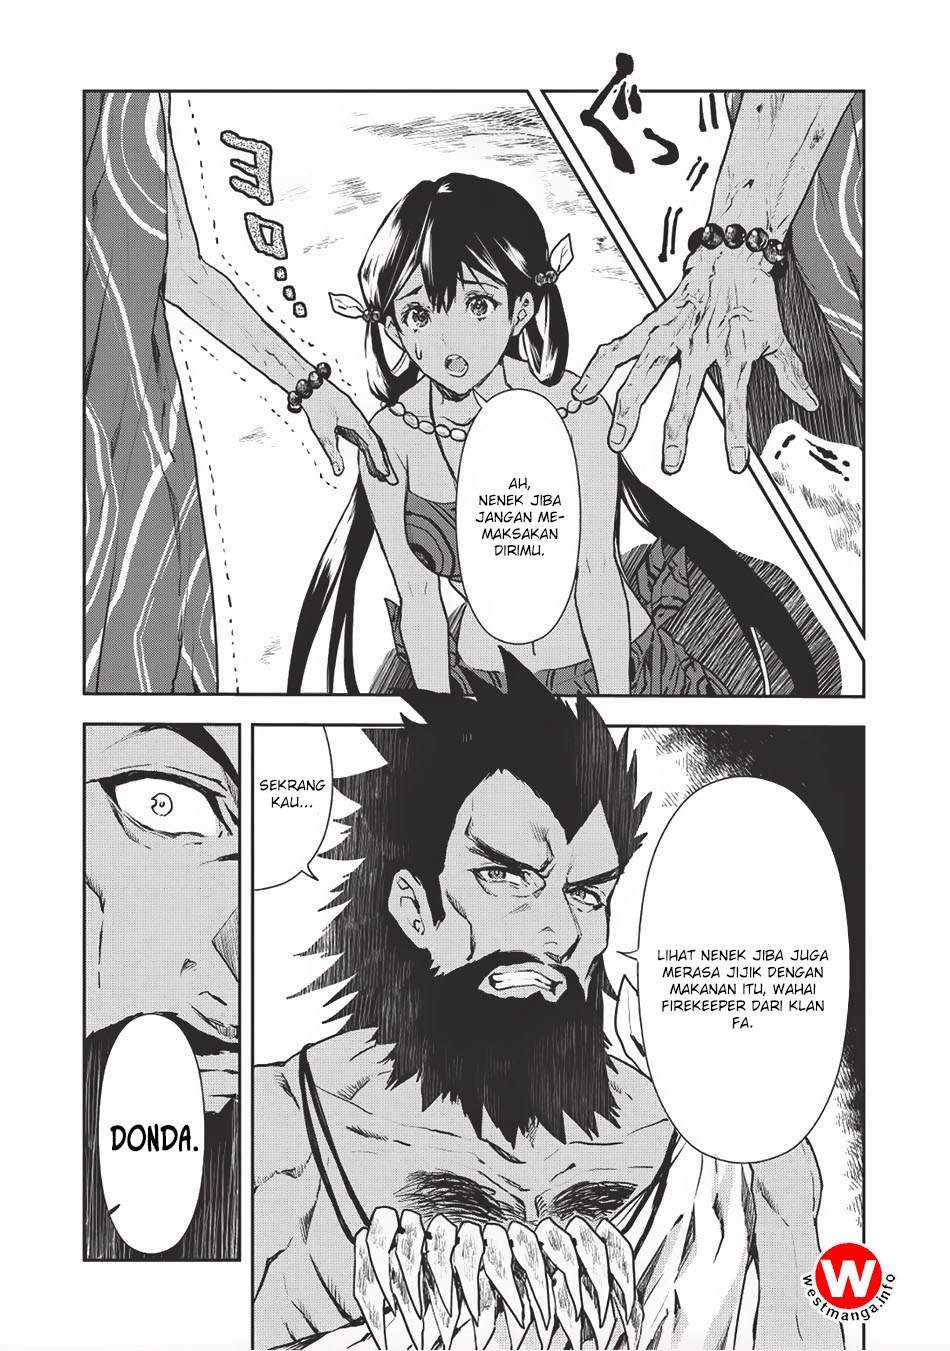 ぐっ
ヨロ...
AH,
NENEK JIBA
JANGAN ME-
MAKSAKAN
DIRIMU.
LIHAT NENEK JIBA JUGA
MERASA JIJIK DENGAN
MAKANAN ITU, WAHAI
FIREKEEPER DARI KLAN
FA.
SEKRANG
KAU...
DONDA.
W
westmanga.info